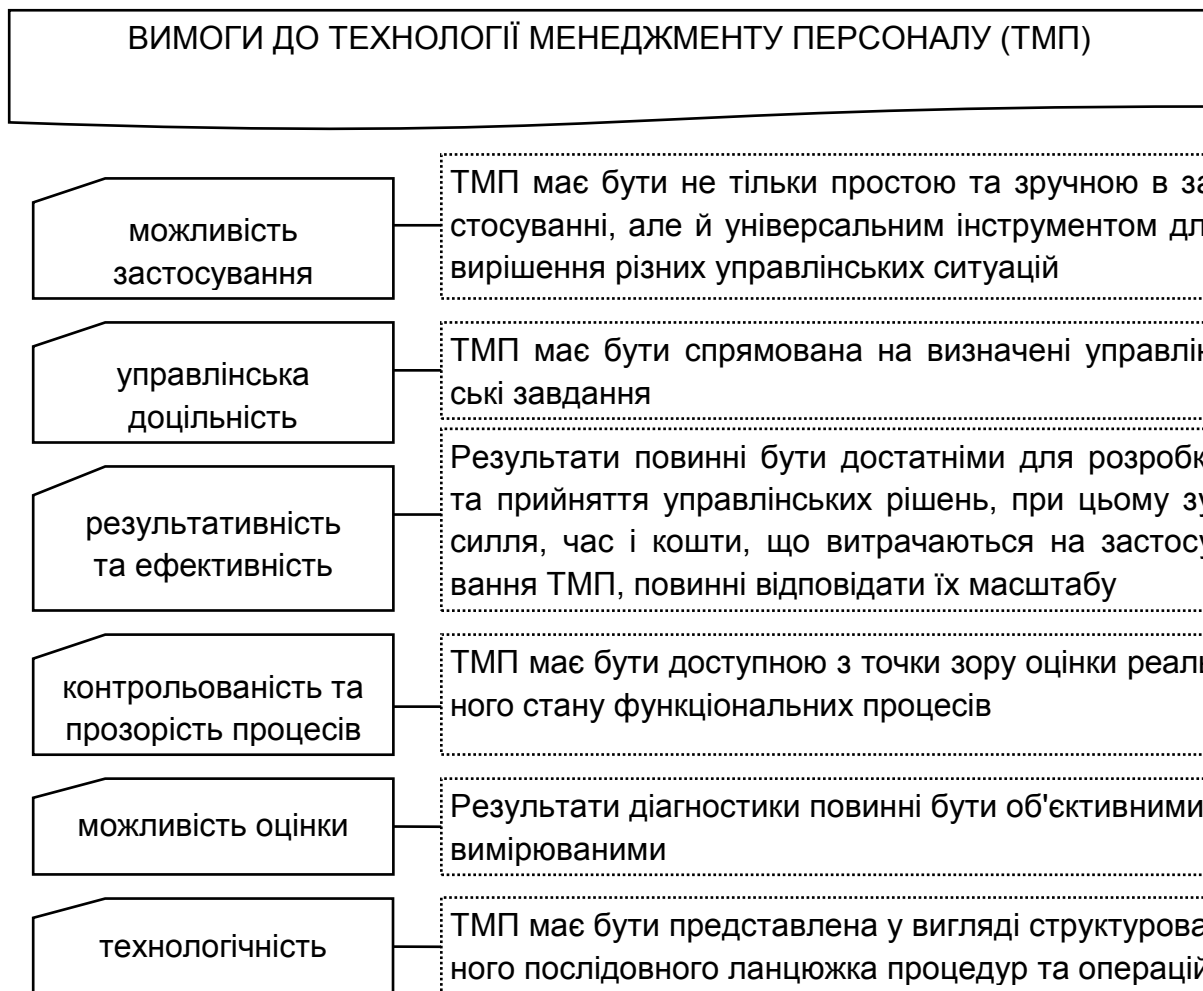 ВИМОГИ ДО ТЕХНОЛОГІЇ МЕНЕДЖМЕНТУ ПЕРСОНАЛУ (ТМП)
можливість
застосування
ТМП має бути не тільки простою та зручною в за
стосуванні, але й універсальним інструментом дл
вирішення різних управлінських ситуацій
управлінська
доцільність
ТМП має бути спрямована на визначені управлін
ські завдання
результативність
та ефективність
Результати повинні бути достатніми для розробк
та прийняття управлінських рішень, при цьому зу
силля, час і кошти, що витрачаються на застосу
вання ТМП, повинні відповідати їх масштабу
контрольованість та
прозорість процесів
ТМП має бути доступною з точки зору оцінки реаль
ного стану функціональних процесів
можливість оцінки
Результати діагностики повинні бути об'єктивними
вимірюваними
технологічність
ТМП має бути представлена у вигляді структурова
ного послідовного ланцюжка процедур та операцій